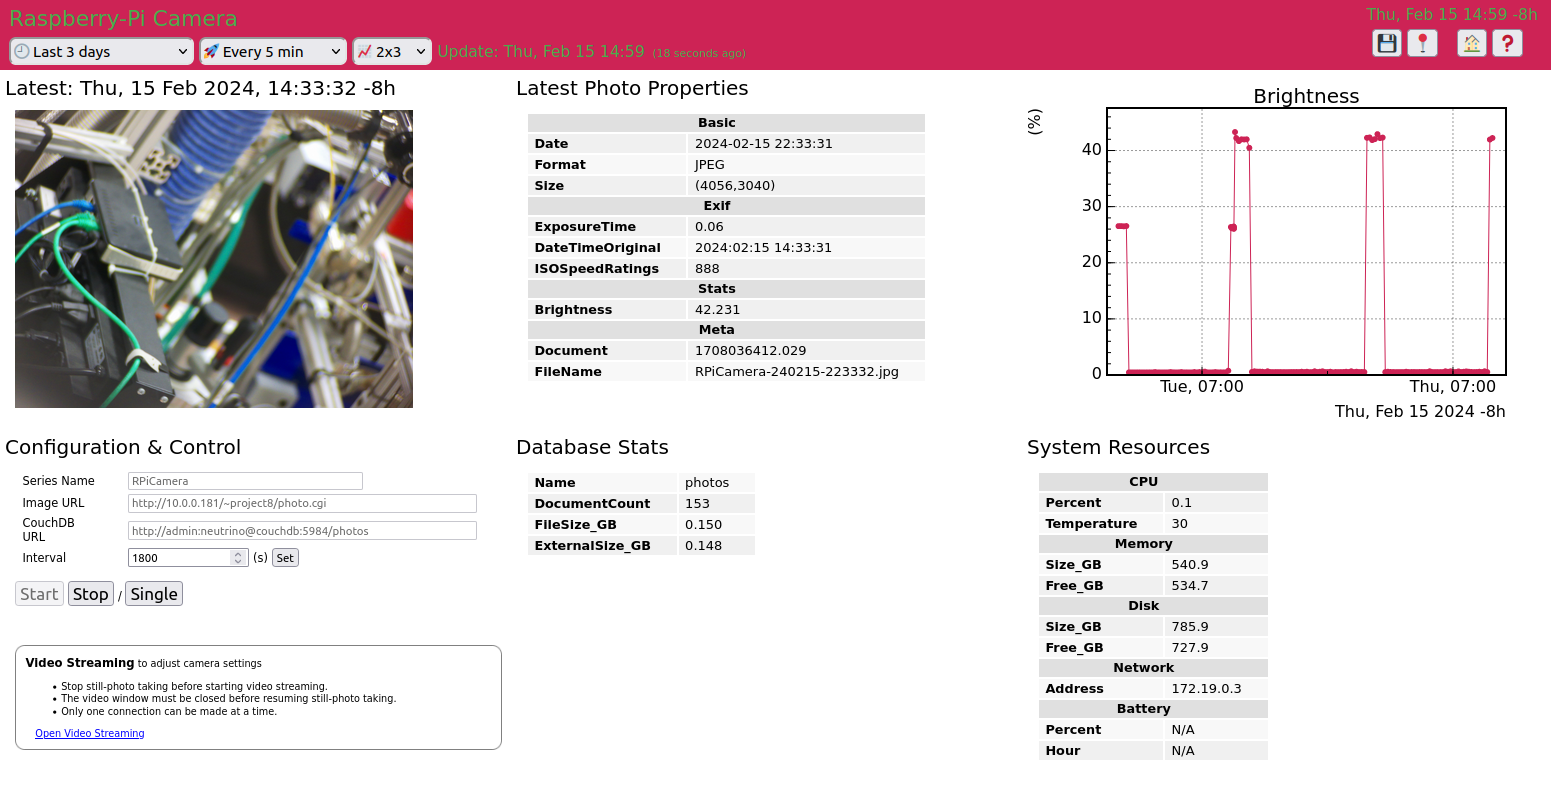 Raspberry-Pi Camera
Thu, Feb 15 14:59 -8h
Last 3 days
Every 5 min
2x3
Update: Thu, Feb 15 14:59 (18 seconds ago)
Latest: Thu, 15 Feb 2024, 14:33:32 -8h
Latest Photo Properties
Basic
Date 2024-02-15 22:33:31
Format JPEG
Size (4056,3040)
Exif
ExposureTime 0.06
DateTimeOriginal 2024:02:15 14:33:31
ISOSpeedRatings 888
Stats
Brightness 42.231
Meta
Document 1708036412.029
FileName RPiCamera-240215-223332.jpg
Brightness
(%)
40
30
20
10
0
Tue, 07:00 Thu, 07:00
Thu, Feb 15 2024 -8h
Configuration & Control
Series Name RPiCamera
Image URL http://10.0.0.181/~project8/photo.cgi
CouchDB
URL http://admin:neutrino@couchdb:5984/photos
Interval 1800 (s) Set
Start Stop / Single
Video Streaming to adjust camera settings
• Stop still-photo taking before starting video streaming.
• The video window must be closed before resuming still-photo taking.
• Only one connection can be made at a time.
Open Video Streaming
Database Stats
Name photos
DocumentCount 153
FileSize_GB 0.150
ExternalSize_GB 0.148
System Resources
CPU
Percent 0.1
Temperature 30
Memory
Size_GB 540.9
Free_GB 534.7
Disk
Size_GB 785.9
Free_GB 727.9
Network
Address 172.19.0.3
Battery
Percent N/A
Hour N/A